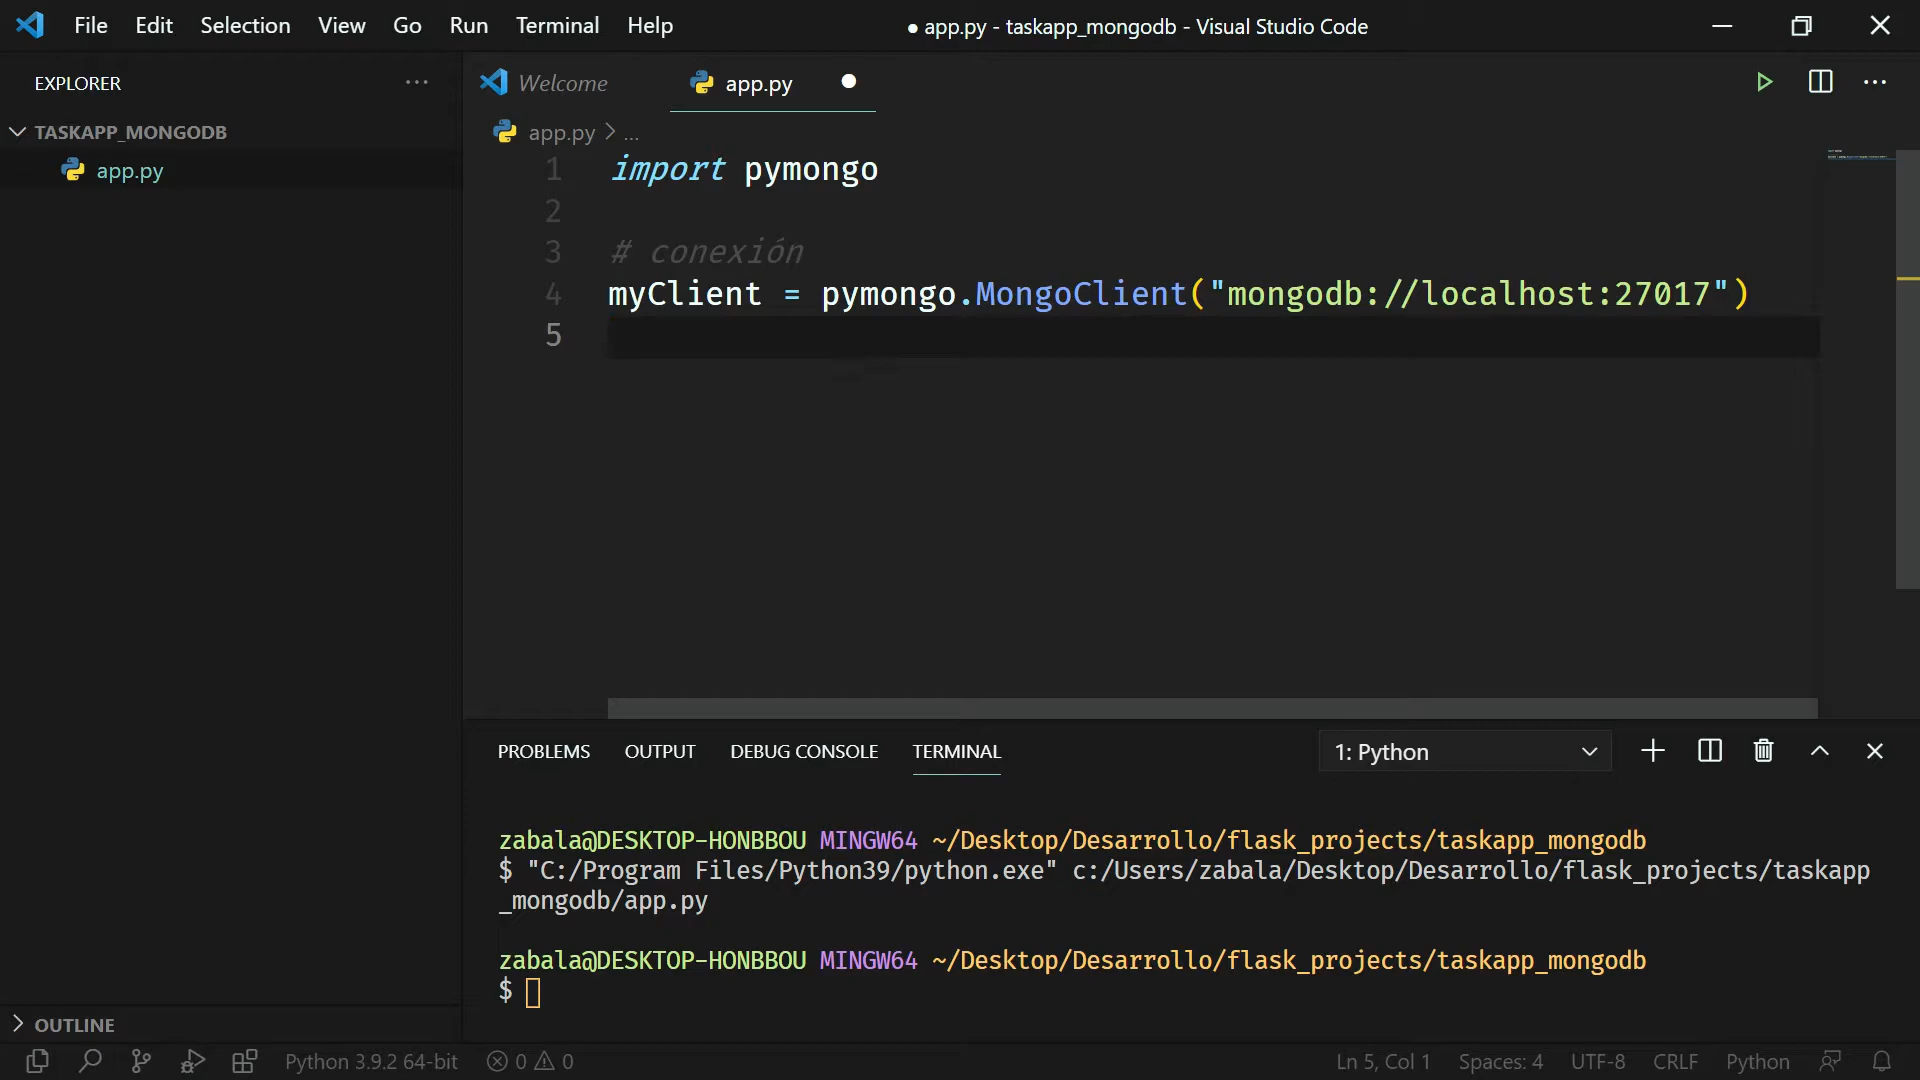 File Edit Selection View Go Run Terminal Help
● app.py - taskapp_mongodb - Visual Studio Code
EXPLORER ...
TASKAPP_MONGODB
app.py
Welcome app.py
app.py > ...
1 import pymongo
2
3 # conexión
4 myClient = pymongo.MongoClient("mongodb://localhost:27017")
5
PROBLEMS OUTPUT DEBUG CONSOLE TERMINAL 1: Python
zabala@DESKTOP-HONBBOU MINGW64 ~/Desktop/Desarrollo/flask_projects/taskapp_mongodb
$ "C:/Program Files/Python39/python.exe" c:/Users/zabala/Desktop/Desarrollo/flask_projects/taskapp
_mongodb/app.py
zabala@DESKTOP-HONBBOU MINGW64 ~/Desktop/Desarrollo/flask_projects/taskapp_mongodb
$
OUTLINE
Python 3.9.2 64-bit 0 0 Ln 5, Col 1 Spaces: 4 UTF-8 CRLF Python